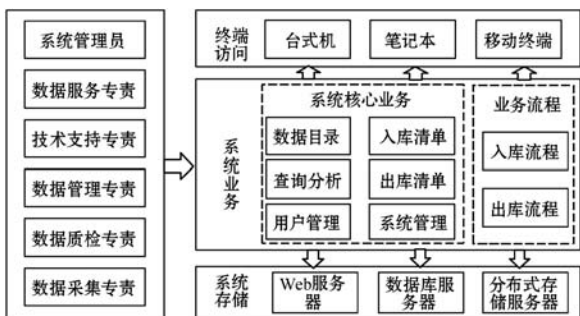 系统管理员
数据服务专责
技术支持专责
数据管理专责
数据质检专责
数据采集专责
终端
访问
台式机
笔记本
移动终端
系统业务
系统核心业务
数据目录
入库清单
查询分析
出库清单
用户管理
系统管理
业务流程
入库流程
出库流程
系统
存储
Web服务
器
数据库服
务器
分布式存
储服务器